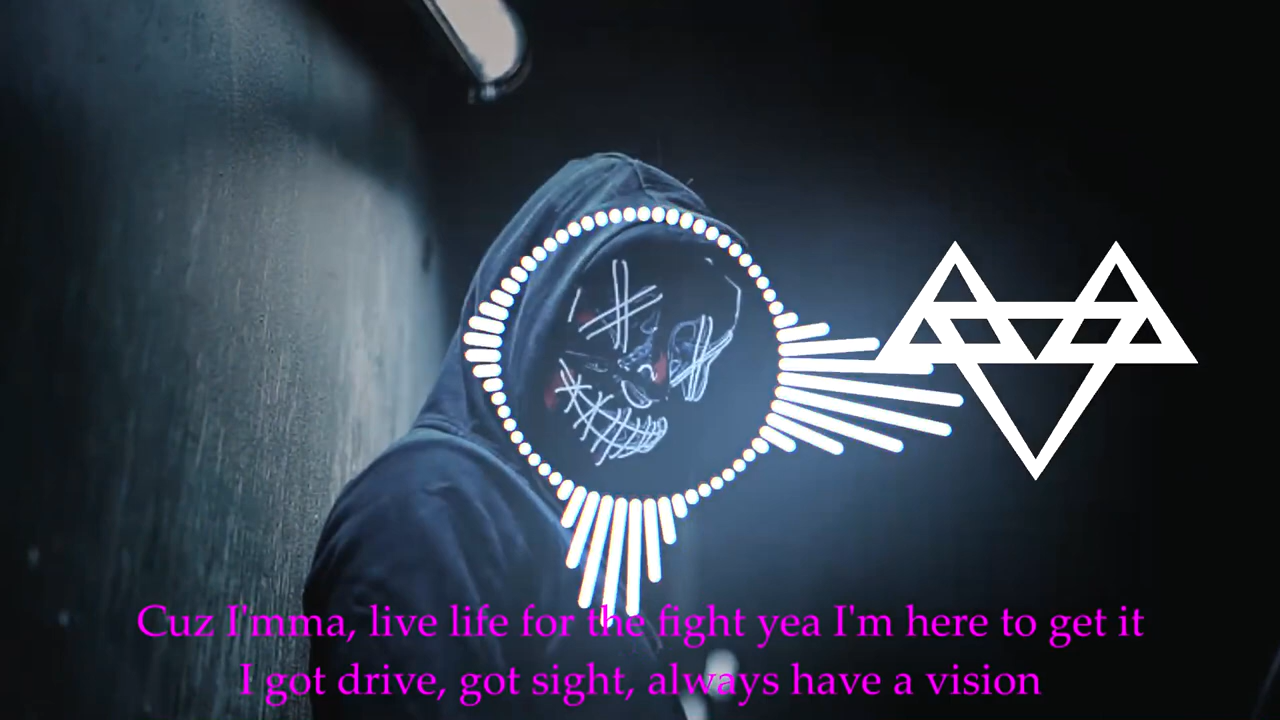 Cuz I'mma, live life for the fight yea I'm here to get it
I got drive, got sight, always have a vision